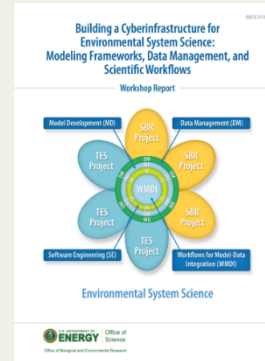 Building a Cyberinfrastructure for
Environmental System Science:
Modeling Frameworks, Data Management, and
Scientific Workflows
Workshop Report
Model Development (MD)
Data Management (DM)
SBR
Project
TES
Project
SBR
Project
WMDI
TES
Project
SBR
Project
TES
Project
Software Engineering (SE)
Workflows for Model-Data
Integration (WMDI)
Environmental System Science
U.S. DEPARTMENT OF
ENERGY
Office of
Science
Office of Biological and Environmental Research